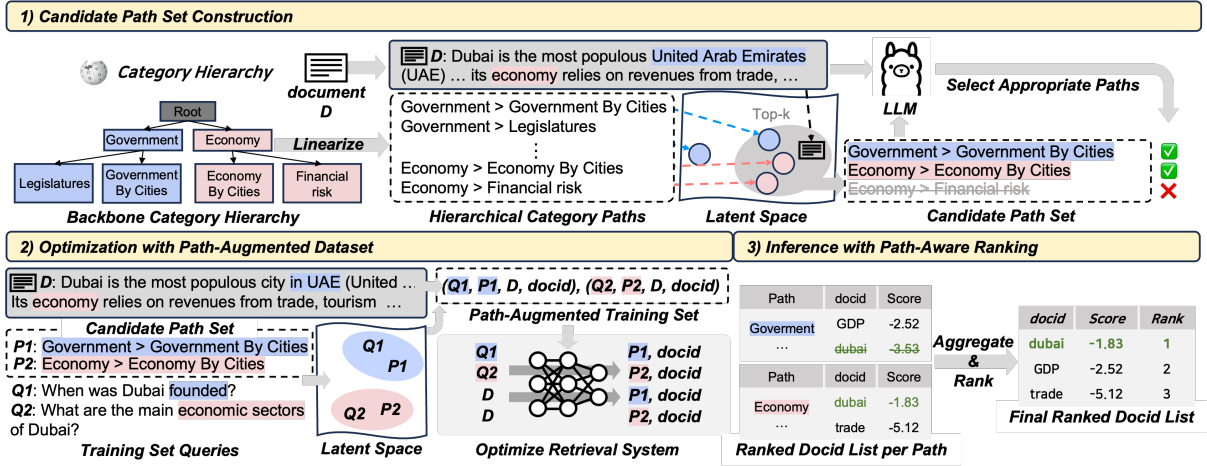 1) Candidate Path Set Construction
Category Hierarchy
document
D
D: Dubai is the most populous United Arab Emirates
(UAE) … its economy relies on revenues from trade, …
LLM
Select Appropriate Paths
Root
Government
Economy
Legislatures
Government
By Cities
Economy
By Cities
Financial
risk
Backbone Category Hierarchy
Linearize
Government > Government By Cities
Government > Legislatures
⋮
Economy > Economy By Cities
Economy > Financial risk
Hierarchical Category Paths
Top-k
Latent Space
Government > Government By Cities
Economy > Economy By Cities
Economy > Financial risk
Candidate Path Set
2) Optimization with Path-Augmented Dataset
D: Dubai is the most populous city in UAE (United …
Its economy relies on revenues from trade, tourism …
Candidate Path Set
P1: Government > Government By Cities
P2: Economy > Economy By Cities
Q1: When was Dubai founded?
Q2: What are the main economic sectors
of Dubai?
Training Set Queries
Q1
P1
Q2 P2
Latent Space
(Q1, P1, D, docid), (Q2, P2, D, docid)
Path-Augmented Training Set
Q1
Q2
D
D
P1, docid
P2, docid
P1, docid
P2, docid
Optimize Retrieval System
3) Inference with Path-Aware Ranking
Path docid Score
Goverment GDP -2.52
… dubai -3.53
Path docid Score
Economy dubai -1.83
… trade -5.12
Ranked Docid List per Path
Aggregate
&
Rank
docid Score Rank
dubai -1.83 1
GDP -2.52 2
trade -5.12 3
Final Ranked Docid List